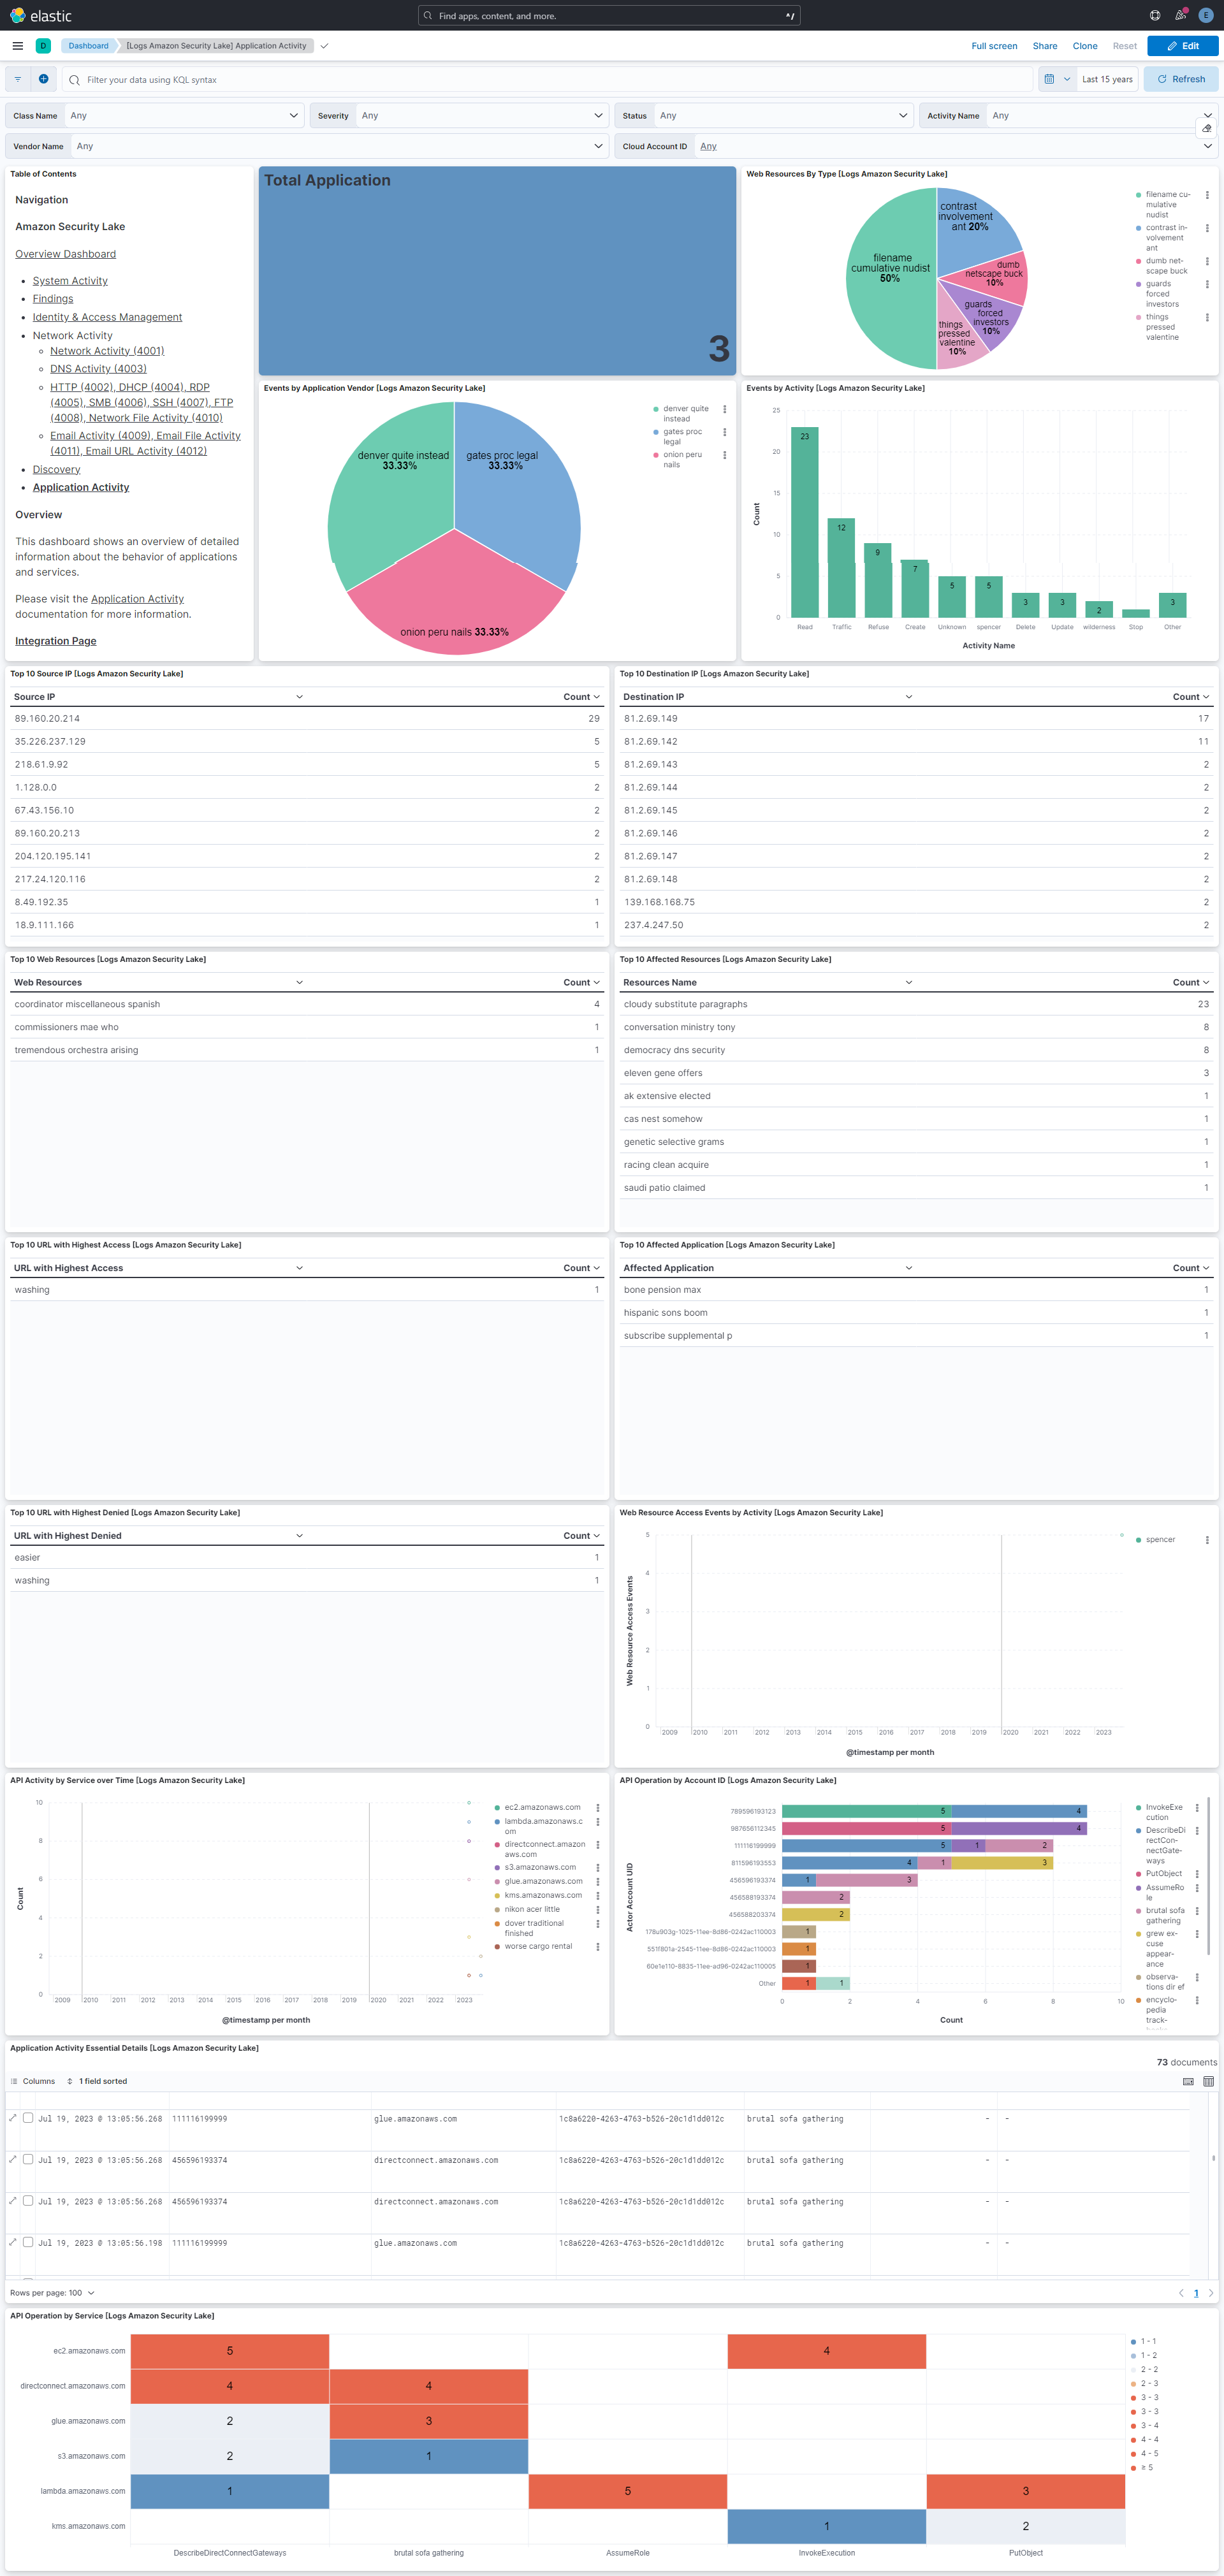 elastic
Find apps, content, and more.
^/
E
D
Dashboard
[Logs Amazon Security Lake] Application Activity
Full screen
Share
Clone
Reset
Edit
Filter your data using KQL syntax
Last 15 years
Refresh
Class Name Any
Severity Any
Status Any
Activity Name Any
Vendor Name Any
Cloud Account ID Any
Table of Contents
Navigation
Amazon Security Lake
Overview Dashboard
System Activity
Findings
Identity & Access Management
Network Activity
Network Activity (4001)
DNS Activity (4003)
HTTP (4002), DHCP (4004), RDP
(4005), SMB (4006), SSH (4007), FTP
(4008), Network File Activity (4010)
Email Activity (4009), Email File Activity
(4011), Email URL Activity (4012)
Discovery
Application Activity
Overview
This dashboard shows an overview of detailed
information about the behavior of applications
and services.
Please visit the Application Activity
documentation for more information.
Integration Page
Total Application
3
Web Resources By Type [Logs Amazon Security Lake]
filename
cumulative nudist
50%
contrast
involvement
ant 20%
dumb
netscape buck
10%
guards
forced
investors
10%
things
pressed
valentine
10%
filename cu-
mulative
nudist
contrast in-
volvement
ant
dumb net-
scape buck
guards
forced
investors
things
pressed
valentine
Events by Application Vendor [Logs Amazon Security Lake]
denver quite instead
33.33%
gates proc legal
33.33%
onion peru nails 33.33%
denver quite
instead
gates proc
legal
onion peru
nails
Events by Activity [Logs Amazon Security Lake]
25
20
15
10
5
0
Count
23
12
9
7
5
5
3
3
2
3
Read
Traffic
Refuse
Create
Unknown
spencer
Delete
Update
wilderness
Stop
Other
Activity Name
Top 10 Source IP [Logs Amazon Security Lake]
Source IP Count
89.160.20.214 29
35.226.237.129 5
218.61.9.92 5
1.128.0.0 2
67.43.156.10 2
89.160.20.213 2
204.120.195.141 2
217.24.120.116 2
8.49.192.35 1
18.9.111.166 1
Top 10 Destination IP [Logs Amazon Security Lake]
Destination IP Count
81.2.69.149 17
81.2.69.142 11
81.2.69.143 2
81.2.69.144 2
81.2.69.145 2
81.2.69.146 2
81.2.69.147 2
81.2.69.148 2
139.168.168.75 2
237.4.247.50 2
Top 10 Web Resources [Logs Amazon Security Lake]
Web Resources Count
coordinator miscellaneous spanish 4
commissioners mae who 1
tremendous orchestra arising 1
Top 10 Affected Resources [Logs Amazon Security Lake]
Resources Name Count
cloudy substitute paragraphs 23
conversation ministry tony 8
democracy dns security 8
eleven gene offers 3
ak extensive elected 1
cas nest somehow 1
genetic selective grams 1
racing clean acquire 1
saudi patio claimed 1
Top 10 URL with Highest Access [Logs Amazon Security Lake]
URL with Highest Access Count
washing 1
Top 10 Affected Application [Logs Amazon Security Lake]
Affected Application Count
bone pension max 1
hispanic sons boom 1
subscribe supplemental p 1
Top 10 URL with Highest Denied [Logs Amazon Security Lake]
URL with Highest Denied Count
easier 1
washing 1
Web Resource Access Events by Activity [Logs Amazon Security Lake]
5
4
3
2
1
0
Web Resource Access Events
2009 2010 2011 2012 2013 2014 2015 2016 2017 2018 2019 2020 2021 2022 2023
@timestamp per month
spencer
API Activity by Service over Time [Logs Amazon Security Lake]
10
8
6
4
2
0
Count
2009 2010 2011 2012 2013 2014 2015 2016 2017 2018 2019 2020 2021 2022 2023
@timestamp per month
ec2.amazonaws.com
lambda.amazonaws.c
om
directconnect.amazon
aws.com
s3.amazonaws.com
glue.amazonaws.com
kms.amazonaws.com
nikon acer little
dover traditional
finished
worse cargo rental
API Operation by Account ID [Logs Amazon Security Lake]
Actor Account UID
789596193123 5 4
987656112345 5 4
111116199999 5 1 2
811596193553 4 1 3
456596193374 1 3
456588193374 2
456588203374 2
178u903g-1025-11ee-8d86-0242ac110003 1
551f801a-2545-11ee-8d86-0242ac110003 1
60e1e110-8835-11ee-ad96-0242ac110005 1
Other 1 1
0 2 4 6 8 10
Count
InvokeExe
cution
DescribeDi
rectCon-
nectGate-
ways
PutObject
AssumeRo
le
brutal sofa
gathering
grew ex-
cuse
appear-
ance
observa-
tions dir ef
encyclo-
pedia
track-
Application Activity Essential Details [Logs Amazon Security Lake]
73 documents
Columns
1 field sorted
Jul 19, 2023 @ 13:05:56.268 111116199999 glue.amazonaws.com 1c8a6220-4263-4763-b526-20c1d1dd012c brutal sofa gathering - -
Jul 19, 2023 @ 13:05:56.268 456596193374 directconnect.amazonaws.com 1c8a6220-4263-4763-b526-20c1d1dd012c brutal sofa gathering - -
Jul 19, 2023 @ 13:05:56.268 456596193374 directconnect.amazonaws.com 1c8a6220-4263-4763-b526-20c1d1dd012c brutal sofa gathering - -
Jul 19, 2023 @ 13:05:56.198 111116199999 glue.amazonaws.com 1c8a6220-4263-4763-b526-20c1d1dd012c brutal sofa gathering - -
Rows per page: 100
1
API Operation by Service [Logs Amazon Security Lake]
ec2.amazonaws.com 5 4
directconnect.amazonaws.com 4 4
glue.amazonaws.com 2 3
s3.amazonaws.com 2 1
lambda.amazonaws.com 1 5 3
kms.amazonaws.com 1 2
DescribeDirectConnectGateways brutal sofa gathering AssumeRole InvokeExecution PutObject
1 - 1
1 - 2
2 - 2
2 - 3
3 - 3
3 - 3
3 - 4
4 - 4
4 - 5
≥ 5